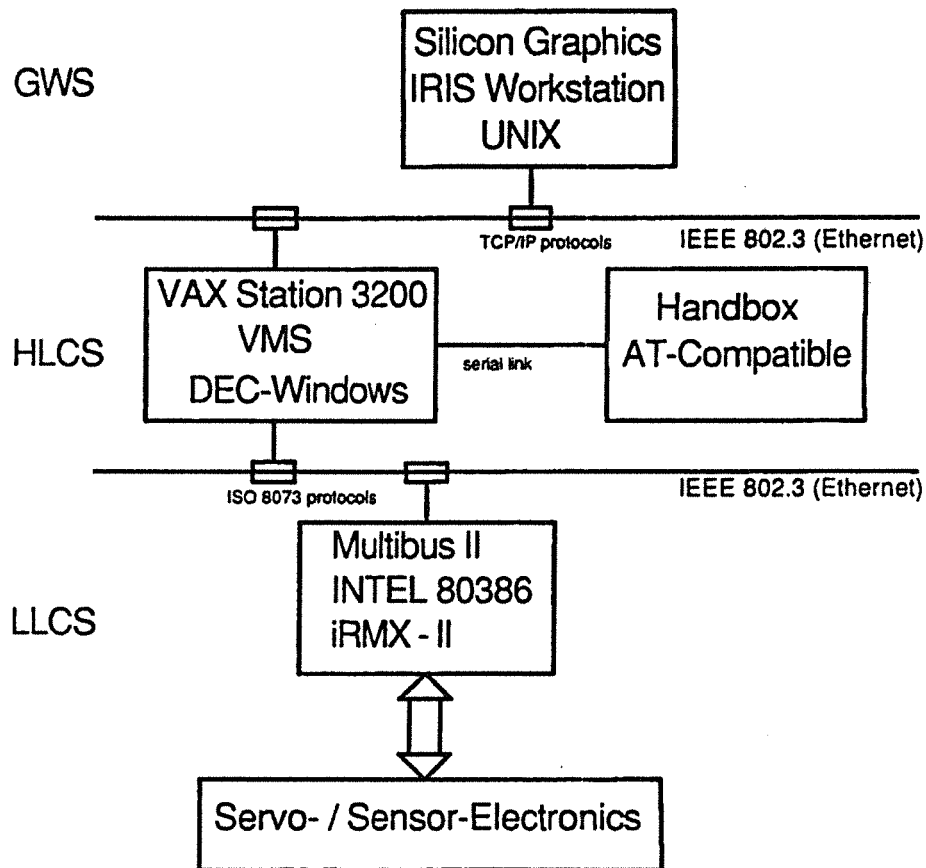 GWS
Silicon Graphics
IRIS Workstation
UNIX
TCP/IP protocols
IEEE 802.3 (Ethernet)
HLCS
VAX Station 3200
VMS
DEC-Windows
serial link
Handbox
AT-Compatible
ISO 8073 protocols
IEEE 802.3 (Ethernet)
LLCS
Multibus II
INTEL 80386
iRMX - II
Servo- / Sensor-Electronics